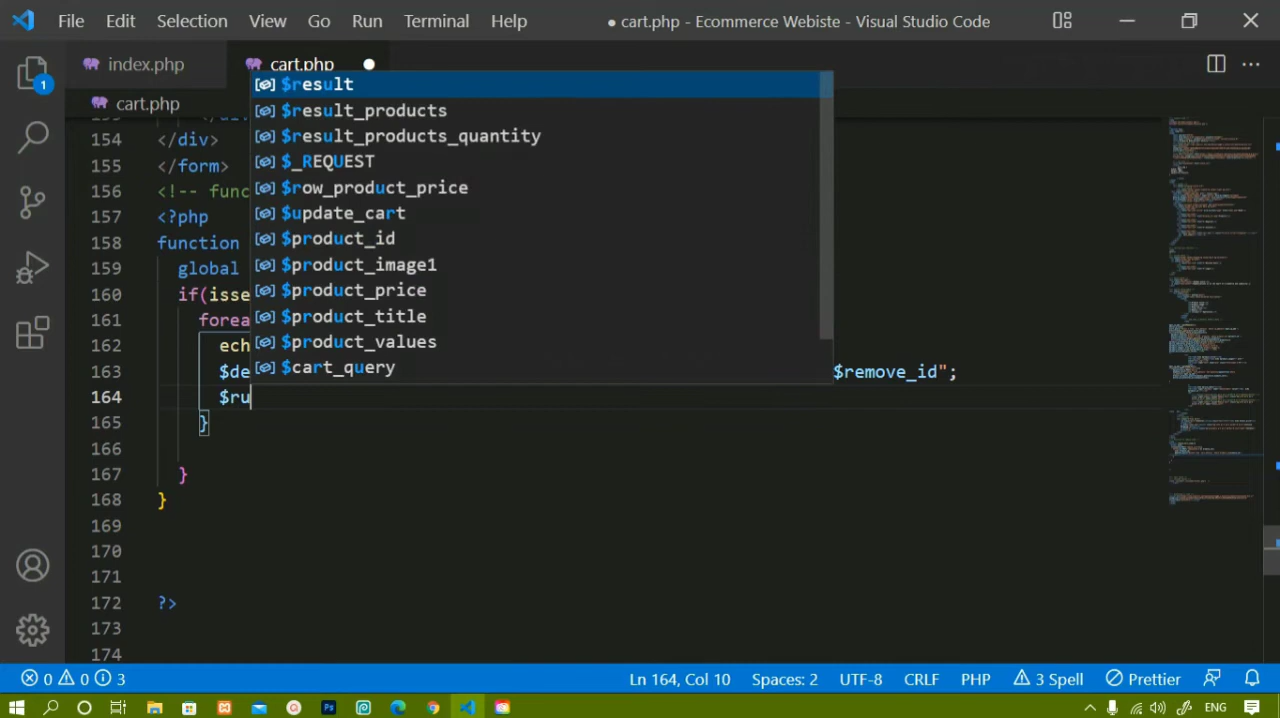 File Edit Selection View Go Run Terminal Help ● cart.php - Ecommerce Webiste - Visual Studio Code
index.php cart.php
cart.php
1
$result
$result_products
$result_products_quantity
$_REQUEST
$row_product_price
$update_cart
$product_id
$product_image1
$product_price
$product_title
$product_values
$cart_query
154 </div>
155 </form>
156 <!-- func
157 <?php
158 function
159 global
160 if(isse
161 forea
162 ech
163 $de $remove_id";
164 $ru
165 }
166
167 }
168 }
169
170
171
172 ?>
173
174
0 0 3 Ln 164, Col 10 Spaces: 2 UTF-8 CRLF PHP 3 Spell Prettier
ENG